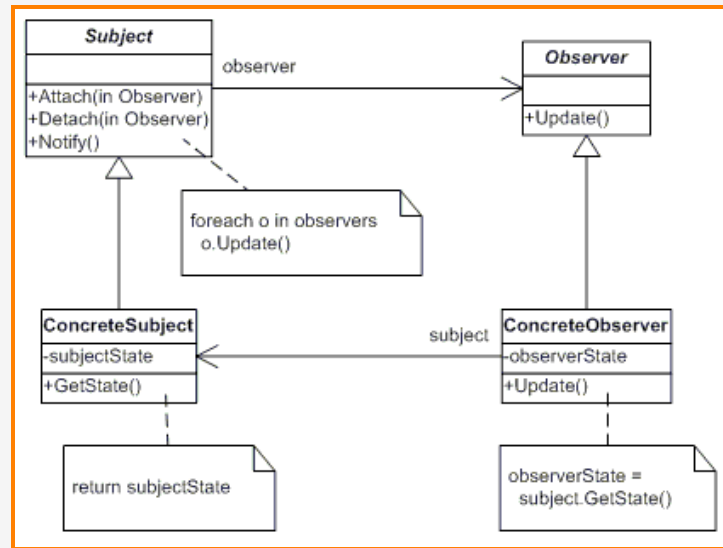 Subject
+Attach(in Observer)
+Detach(in Observer)
+Notify()
observer
Observer
+Update()
foreach o in observers
o.Update()
ConcreteSubject
-subjectState
+GetState()
subject
ConcreteObserver
-observerState
+Update()
return subjectState
observerState =
subject.GetState()